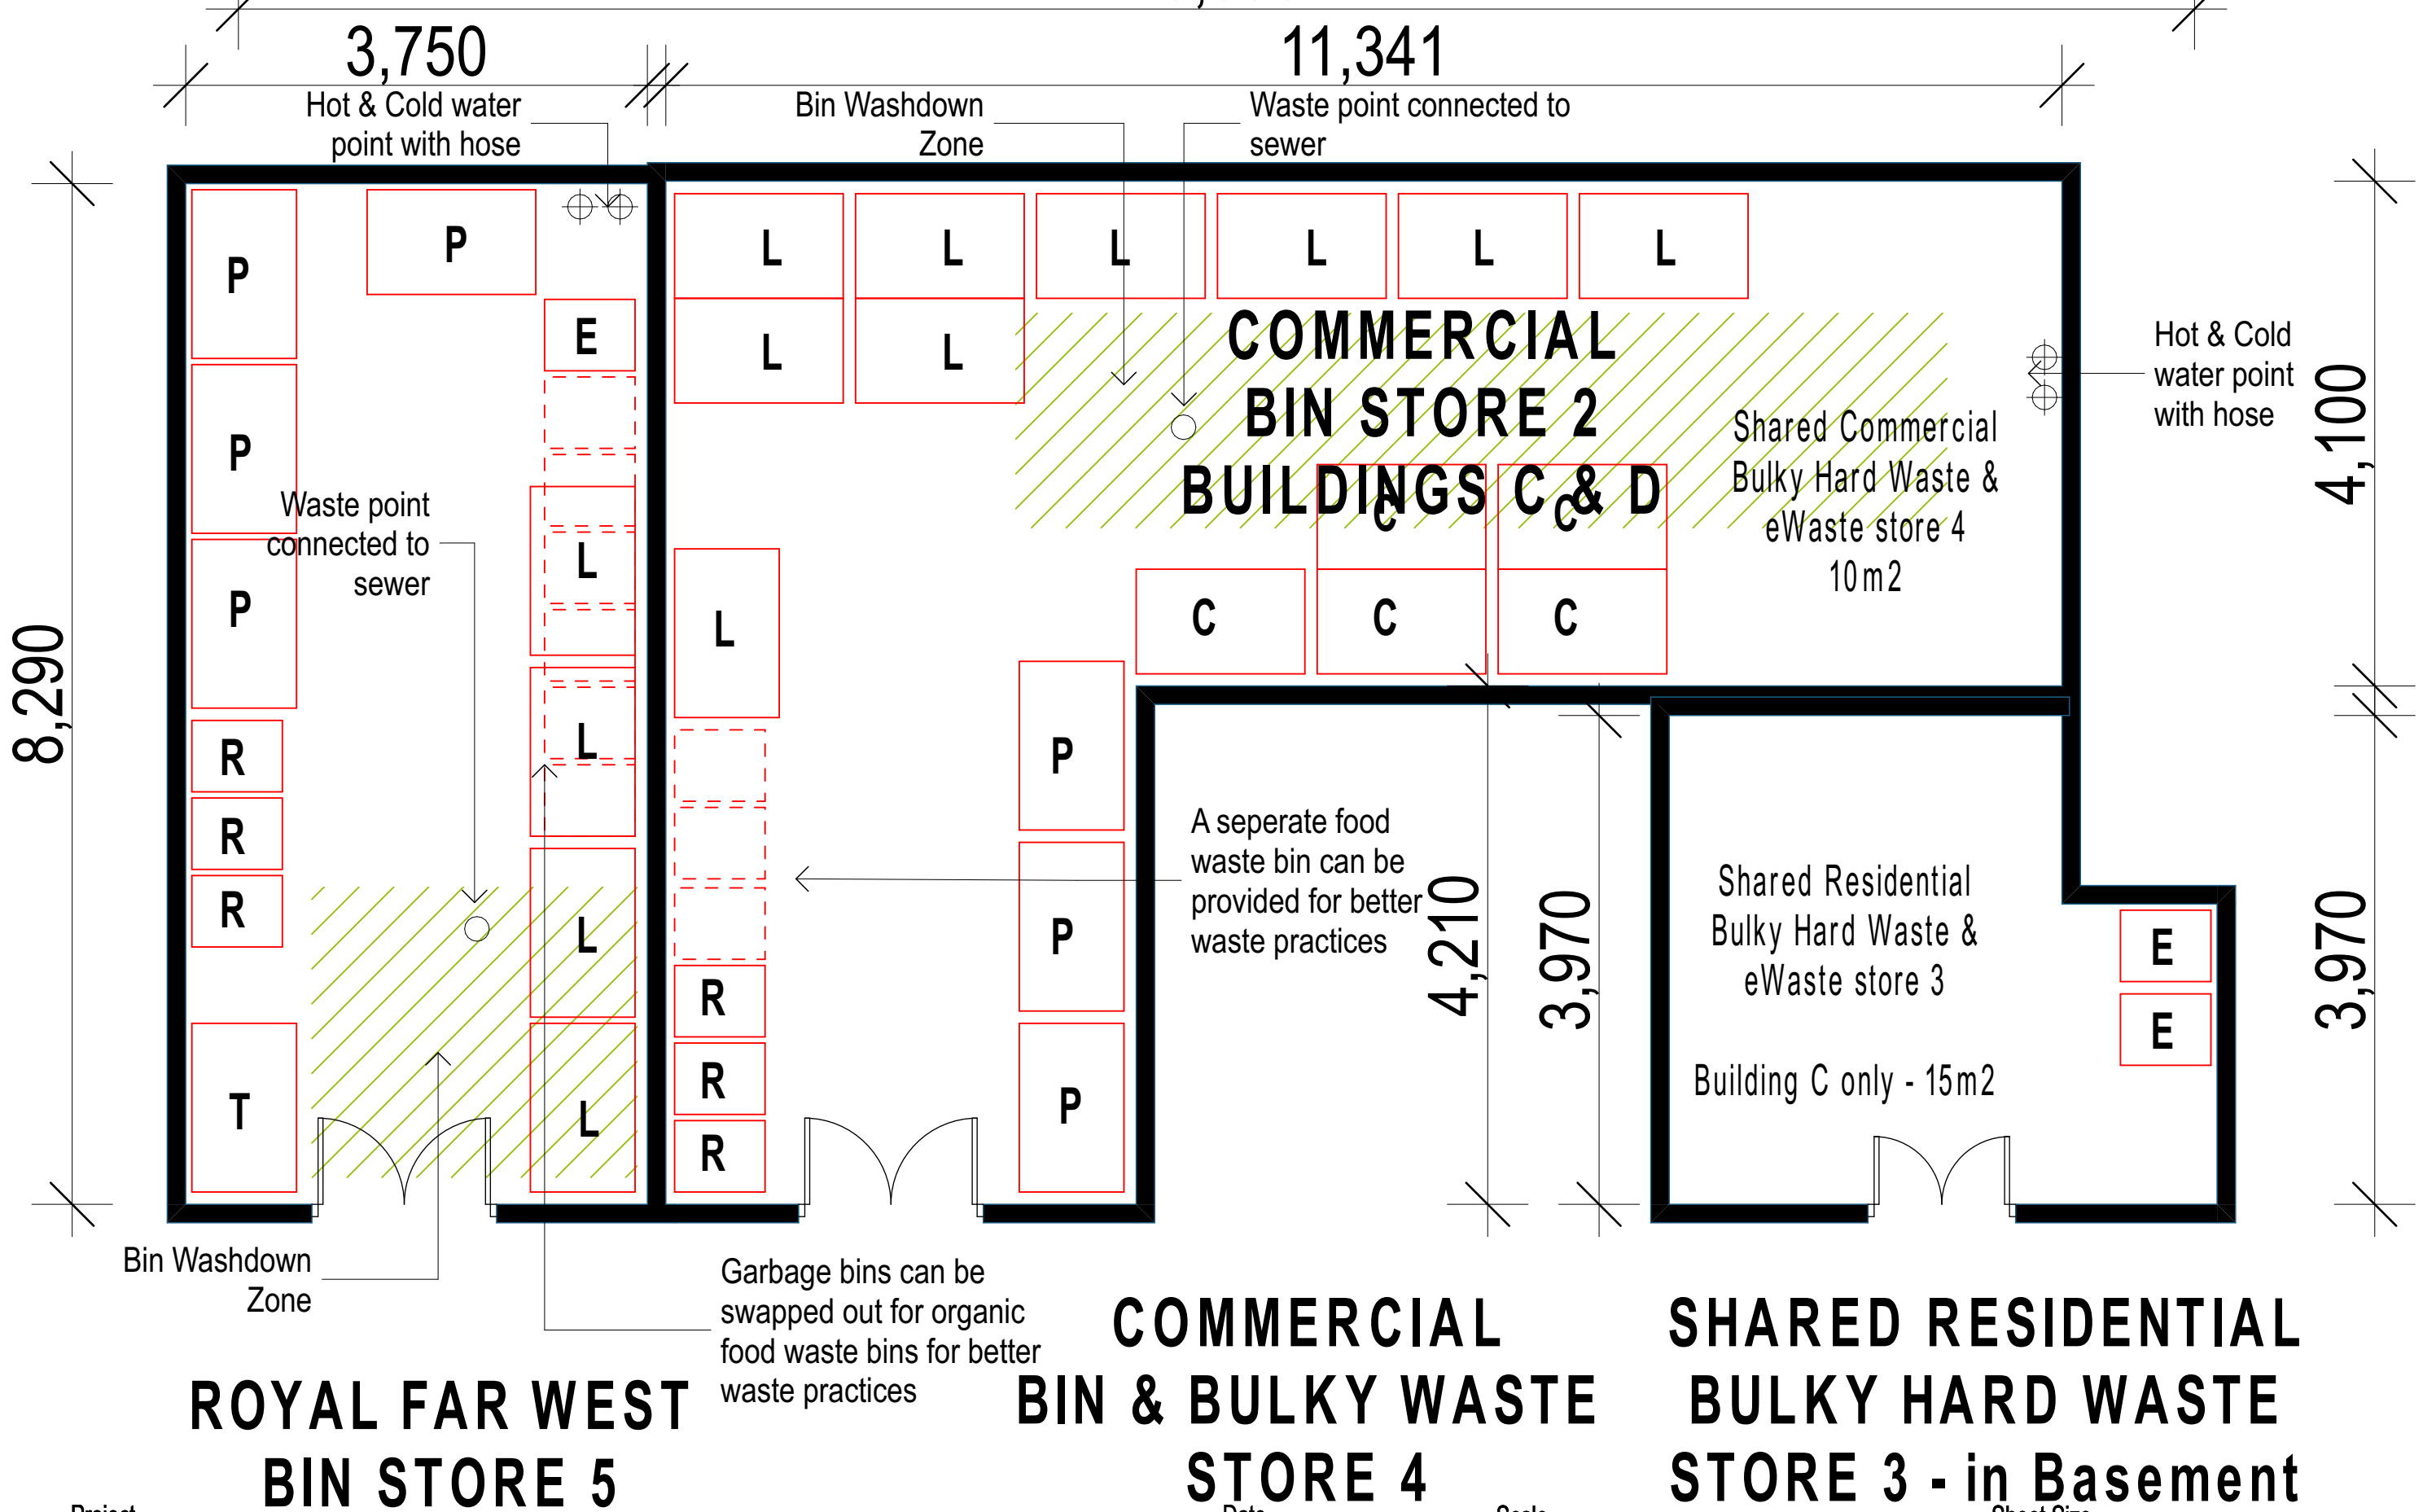 3,750
11,341
Hot & Cold water
point with hose
Bin Washdown
Zone
Waste point connected to
sewer
P
P
E
P
P
Waste point
connected to
sewer
L
L
R
R
R
L
T
L
8,290
L
L
L
L
L
L
L
L
COMMERCIAL
BIN STORE 2
BUILDINGS C & D
Shared Commercial
Bulky Hard Waste &
eWaste store 4
10m2
Hot & Cold
water point
with hose
4,100
C
C
C
C
C
L
P
P
P
R
R
R
A seperate food
waste bin can be
provided for better
waste practices
4,210
3,970
Shared Residential
Bulky Hard Waste &
eWaste store 3
Building C only - 15m2
E
E
3,970
Bin Washdown
Zone
Garbage bins can be
swapped out for organic
food waste bins for better
waste practices
ROYAL FAR WEST
BIN STORE 5
COMMERCIAL
BIN & BULKY WASTE
STORE 4
SHARED RESIDENTIAL
BULKY HARD WASTE
STORE 3 - in Basement
Project
Date
Scale
Sheet Size